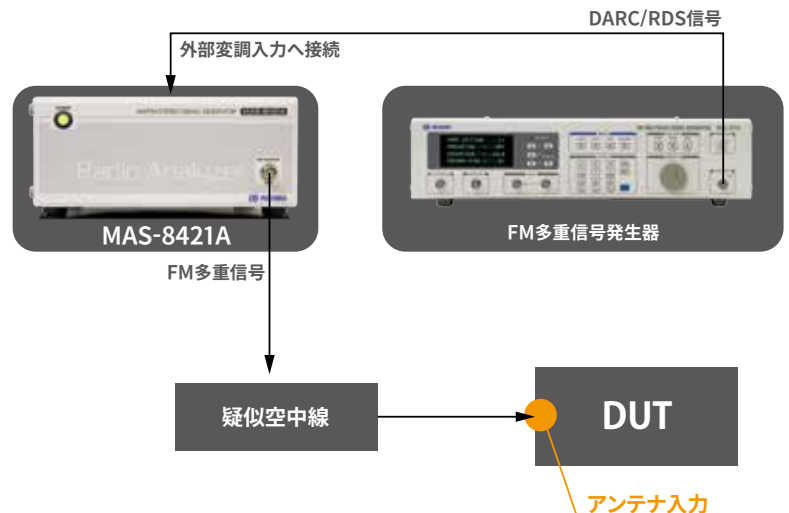 DARC/RDS信号
外部変調入力へ接続
MAS-8421A
FM多重信号発生器
FM多重信号
疑似空中線
DUT
アンテナ入力